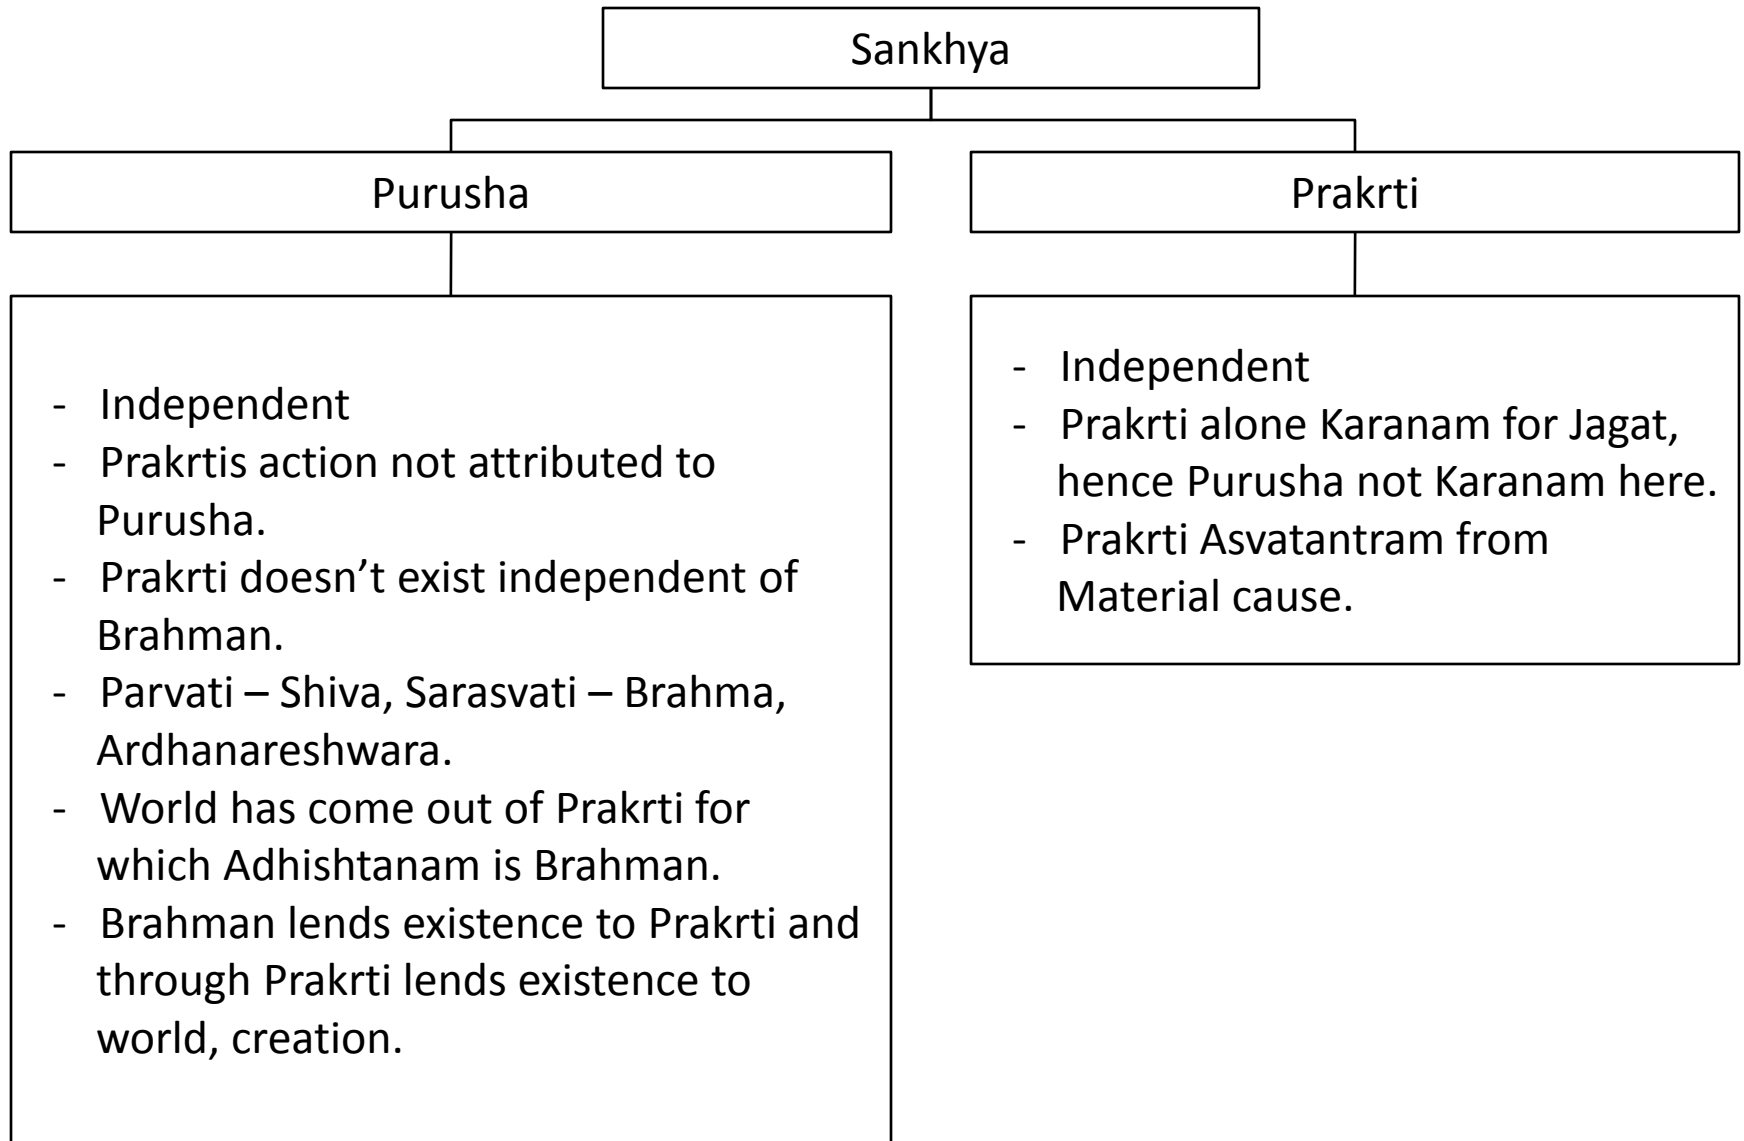 Sankhya
Purusha
Prakrti
- Independent
- Prakrtis action not attributed to
Purusha.
- Prakrti doesn’t exist independent of
Brahman.
- Parvati – Shiva, Sarasvati – Brahma,
Ardhanareshwara.
- World has come out of Prakrti for
which Adhishtanam is Brahman.
- Brahman lends existence to Prakrti and
through Prakrti lends existence to
world, creation.
- Independent
- Prakrti alone Karanam for Jagat,
hence Purusha not Karanam here.
- Prakrti Asvatantram from
Material cause.